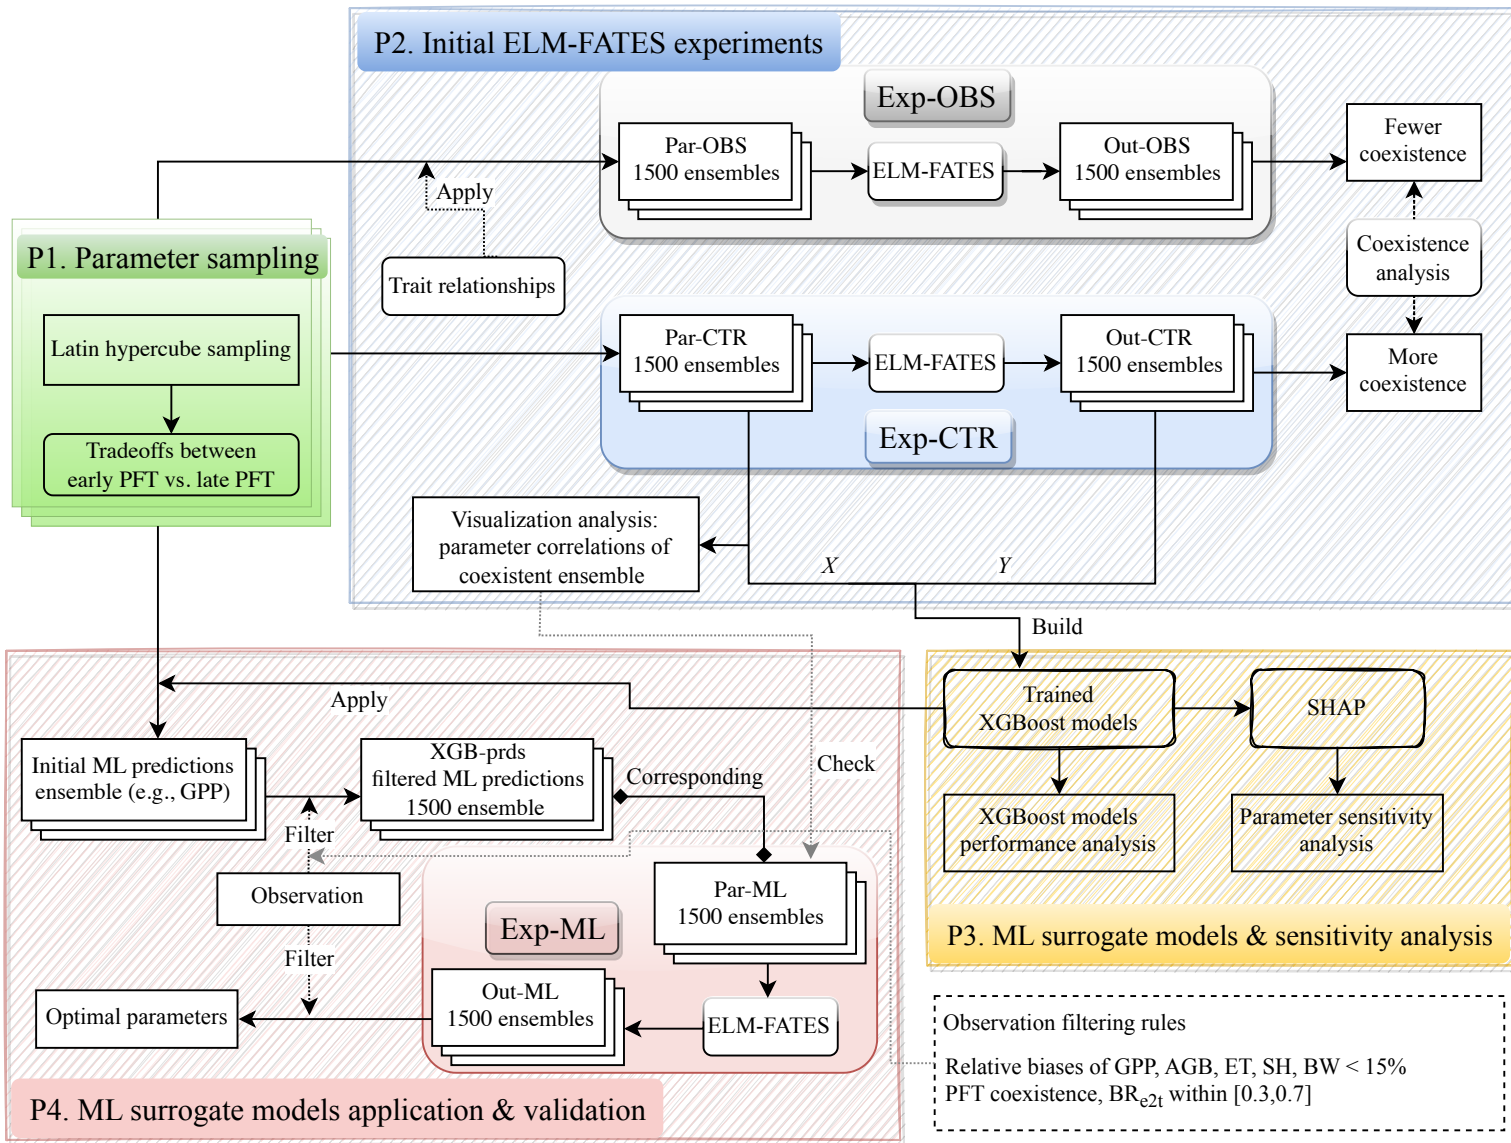 P2. Initial ELM-FATES experiments
Exp-OBS
Par-OBS
1500 ensembles
ELM-FATES
Out-OBS
1500 ensembles
Fewer
coexistence
Apply
Trait relationships
Coexistence
analysis
P1. Parameter sampling
Latin hypercube sampling
Tradeoffs between
early PFT vs. late PFT
Par-CTR
1500 ensembles
ELM-FATES
Out-CTR
1500 ensembles
More
coexistence
Exp-CTR
Visualization analysis:
parameter correlations of
coexistent ensemble
X
Y
Build
Trained
XGBoost models
SHAP
XGBoost models
performance analysis
Parameter sensitivity
analysis
P3. ML surrogate models & sensitivity analysis
Apply
Initial ML predictions
ensemble (e.g., GPP)
XGB-prds
filtered ML predictions
1500 ensemble
Corresponding
Check
Filter
Observation
Filter
Par-ML
1500 ensembles
Exp-ML
Out-ML
1500 ensembles
ELM-FATES
Optimal parameters
P4. ML surrogate models application & validation
Observation filtering rules
Relative biases of GPP, AGB, ET, SH, BW < 15%
PFT coexistence, BRe2t within [0.3,0.7]